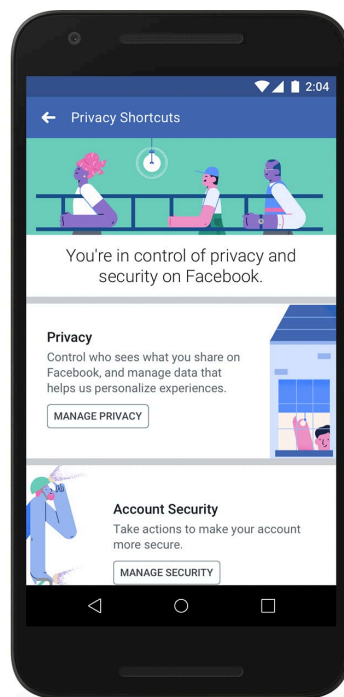 2:04
Privacy Shortcuts
You're in control of privacy and
security on Facebook.
Privacy
Control who sees what you share on
Facebook, and manage data that
helps us personalize experiences.
MANAGE PRIVACY
Account Security
Take actions to make your account
more secure.
MANAGE SECURITY